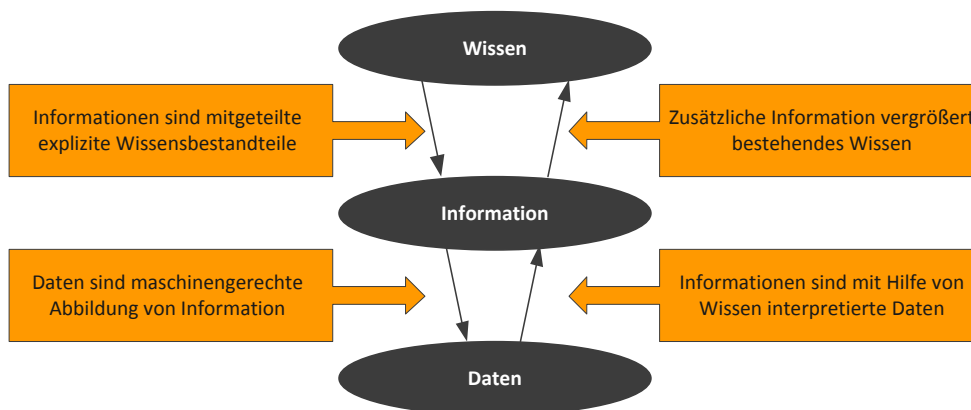 Wissen
Informationen sind mitgeteilte
explizite Wissensbestandteile
Zusätzliche Information vergrößert
bestehendes Wissen
Information
Daten sind maschinengerechte
Abbildung von Information
Informationen sind mit Hilfe von
Wissen interpretierte Daten
Daten